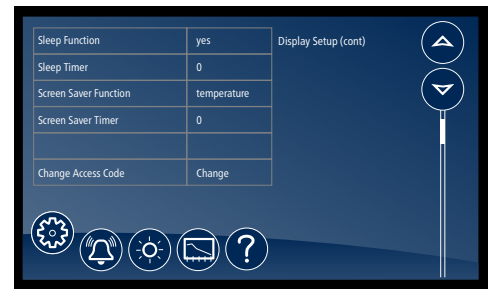 Sleep Function yes Display Setup (cont)
Sleep Timer 0
Screen Saver Function temperature
Screen Saver Timer 0
Change Access Code Change
?